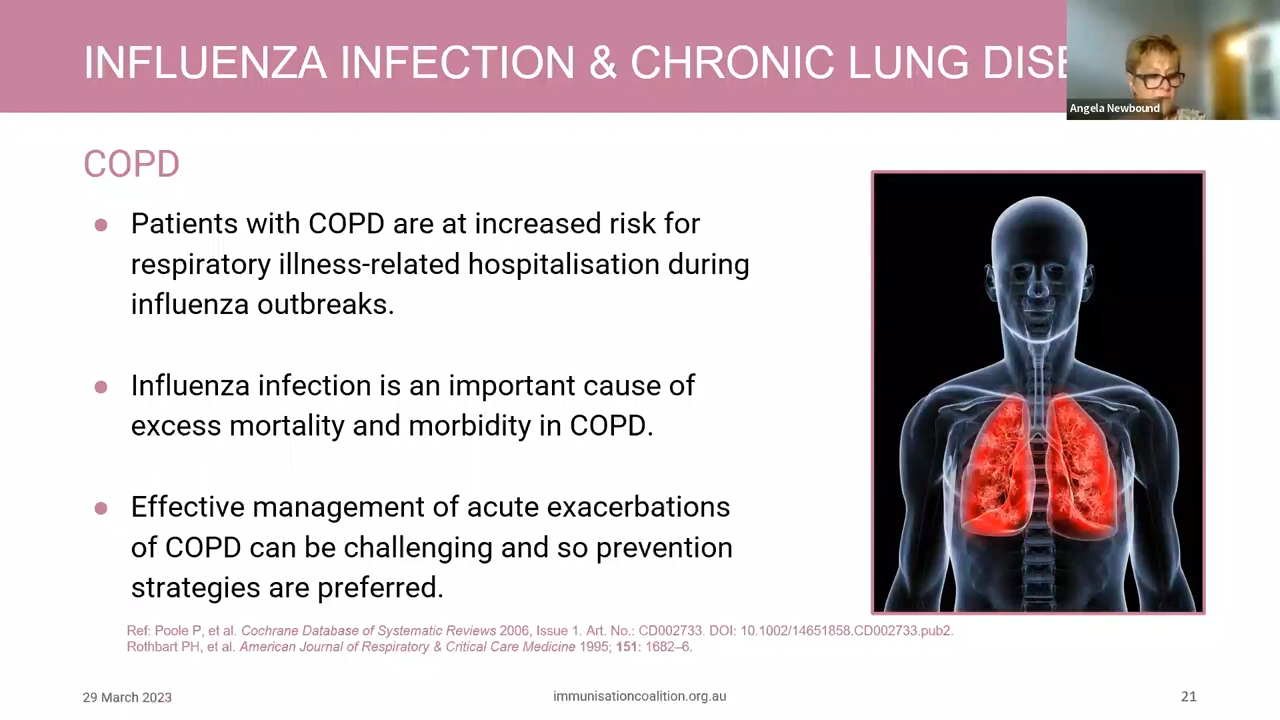 INFLUENZA INFECTION & CHRONIC LUNG DISE
Angela Newbound
COPD
● Patients with COPD are at increased risk for
respiratory illness-related hospitalisation during
influenza outbreaks.
● Influenza infection is an important cause of
excess mortality and morbidity in COPD.
● Effective management of acute exacerbations
of COPD can be challenging and so prevention
strategies are preferred.
Ref: Poole P, et al. Cochrane Database of Systematic Reviews 2006, Issue 1. Art. No.: CD002733. DOI: 10.1002/14651858.CD002733.pub2.
Rothbart PH, et al. American Journal of Respiratory & Critical Care Medicine 1995; 151: 1682–6.
29 March 2023
immunisationcoalition.org.au
21